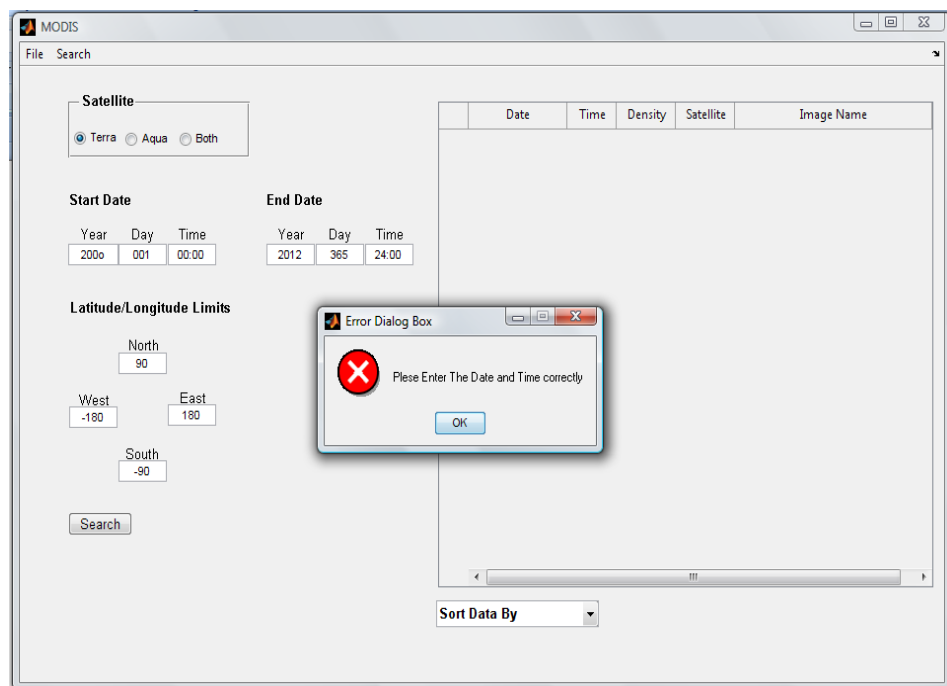 MODIS
File Search
Satellite
Terra Aqua Both
Start Date
Year Day Time
200o 001 00:00
End Date
Year Day Time
2012 365 24:00
Latitude/Longitude Limits
North
90
West
-180
East
180
South
-90
Search
Date Time Density Satellite Image Name
Sort Data By
Error Dialog Box
Plese Enter The Date and Time correctly
OK